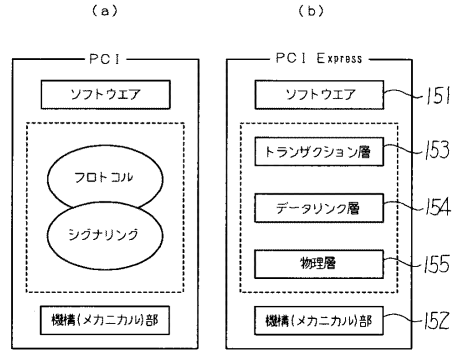 (a)
PCI
ソフトウエア
フロトコル
シグナリング
機構(メカニカル)部
(b)
PCI Express
ソフトウエア
151
トランザクション層
153
データリンク層
154
物理層
155
機構(メカニカル)部
152